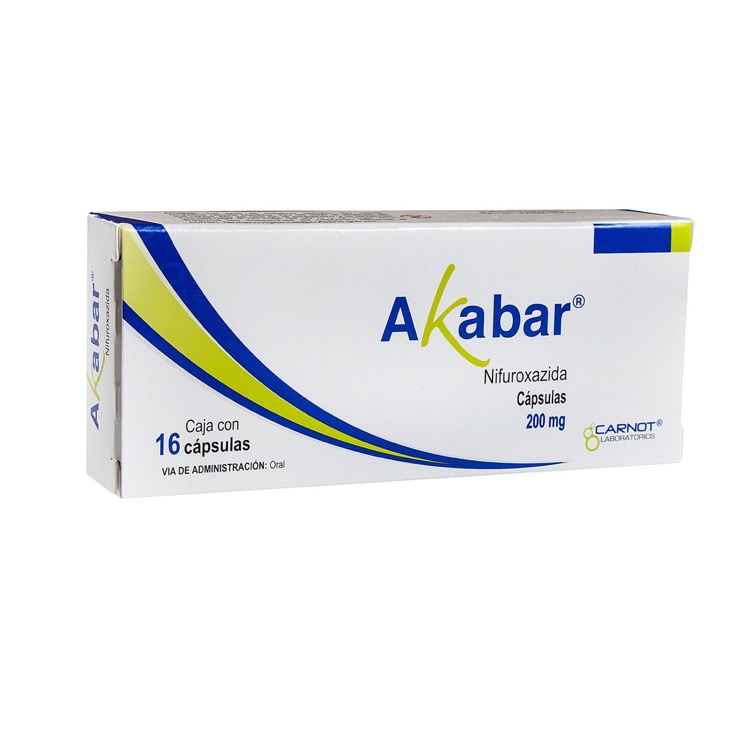 Akabar®
Nifuroxazida
Cápsulas
200 mg
Caja con
16 cápsulas
VIA DE ADMINISTRACIÓN: Oral
CARNOT®
LABORATORIOS
Akabar®
Nifuroxazida